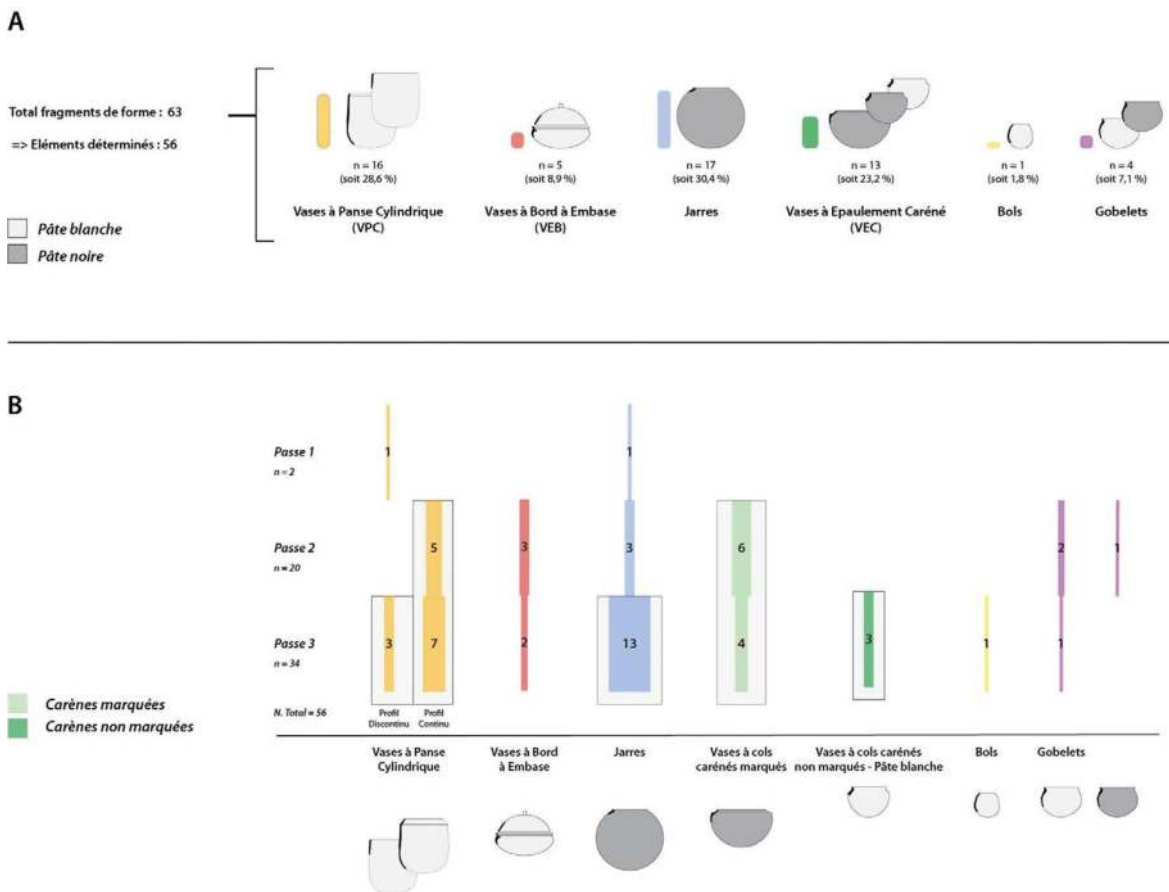 A
Total fragments de forme : 63
=> Eléments déterminés : 56
Pâte blanche
Pâte noire
n = 16
(soit 28,6 %)
Vases à Panse Cylindrique
(VPC)
n = 5
(soit 8,9 %)
Vases à Bord à Embase
(VEB)
n = 17
(soit 30,4 %)
Jarres
n = 13
(soit 23,2 %)
Vases à Epaulement Caréné
(VEC)
n = 1
(soit 1,8 %)
Bols
n = 4
(soit 7,1 %)
Gobelets
B
Passe 1
n = 2
1
1
Passe 2
n = 20
5
3
3
6
2
1
Passe 3
n = 34
3
7
2
13
4
3
1
1
Carènes marquées
Carènes non marquées
N. Total = 56
Profil
Discontinu
Profil
Continu
Vases à Panse
Cylindrique
Vases à Bord
à Embase
Jarres
Vases à cols
carénés marqués
Vases à cols carénés
non marqués - Pâte blanche
Bols
Gobelets